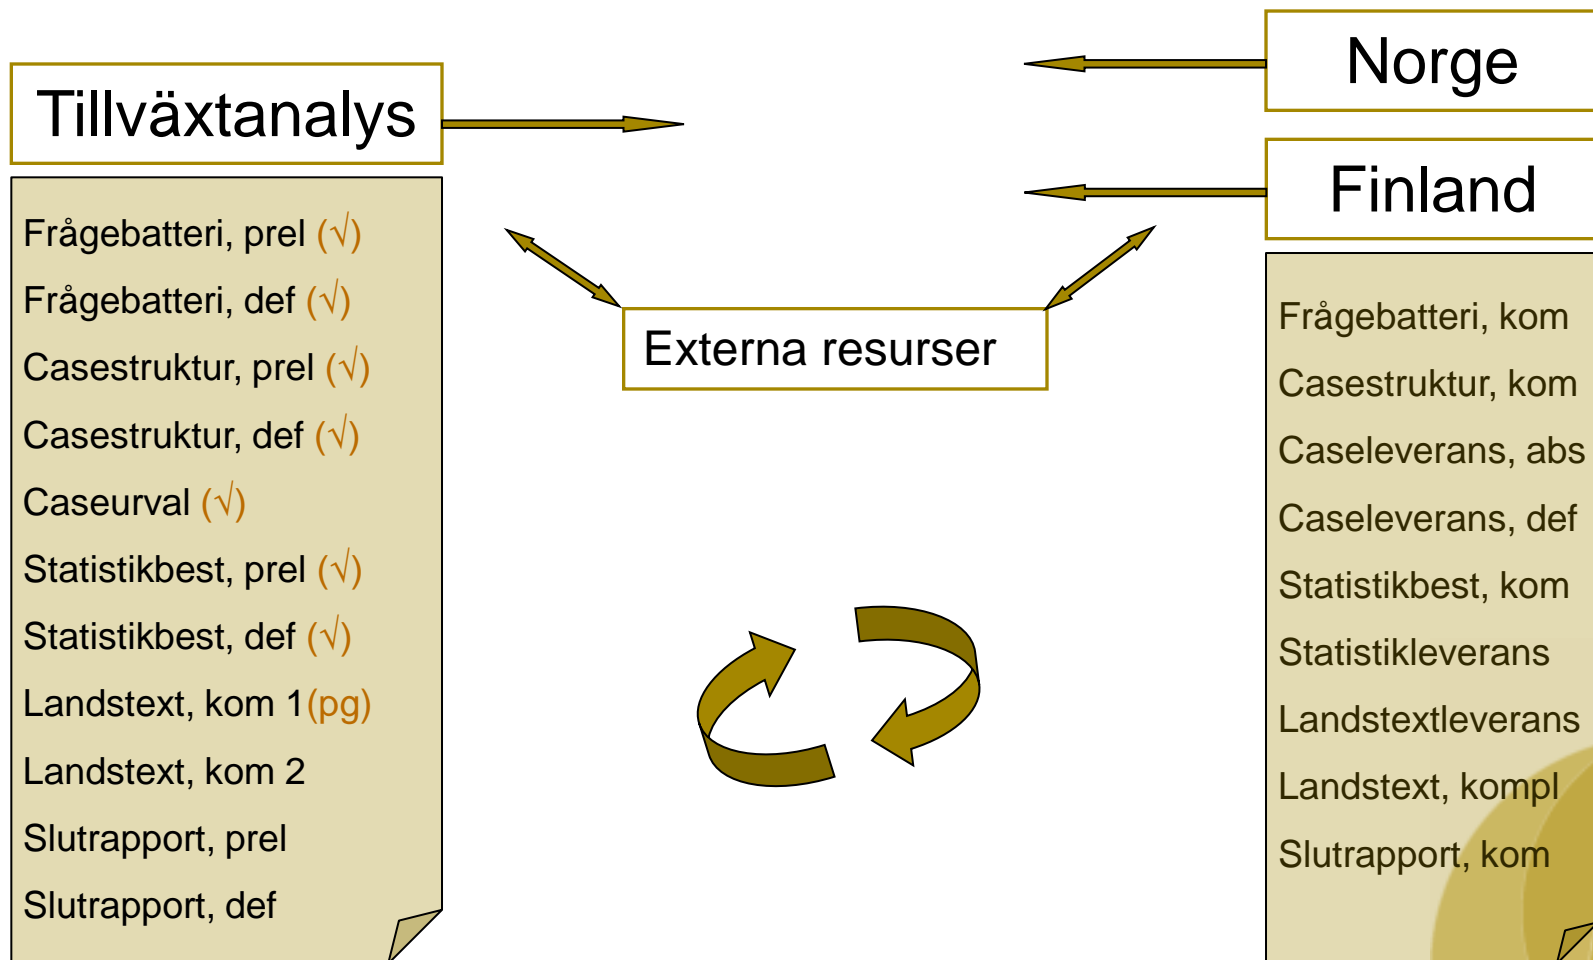 Tillväxtanalys
Frågebatteri, prel (√)
Frågebatteri, def (√)
Casestruktur, prel (√)
Casestruktur, def (√)
Caseurval (√)
Statistikbest, prel (√)
Statistikbest, def (√)
Landstext, kom 1(pg)
Landstext, kom 2
Slutrapport, prel
Slutrapport, def
Externa resurser
Norge
Finland
Frågebatteri, kom
Casestruktur, kom
Caseleverans, abs
Caseleverans, def
Statistikbest, kom
Statistikleverans
Landstextleverans
Landstext, kompl
Slutrapport, kom